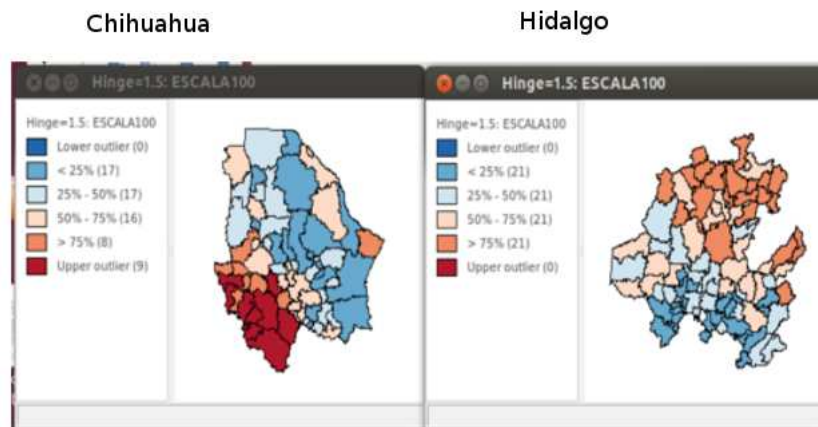 Chihuahua
Hidalgo
Hinge=1.5: ESCALA100
Hinge=1.5: ESCALA100
Lower outlier (0)
< 25% (17)
25% - 50% (17)
50% - 75% (16)
> 75% (8)
Upper outlier (9)
Hinge=1.5: ESCALA100
Hinge=1.5: ESCALA100
Lower outlier (0)
< 25% (21)
25% - 50% (21)
50% - 75% (21)
> 75% (21)
Upper outlier (0)